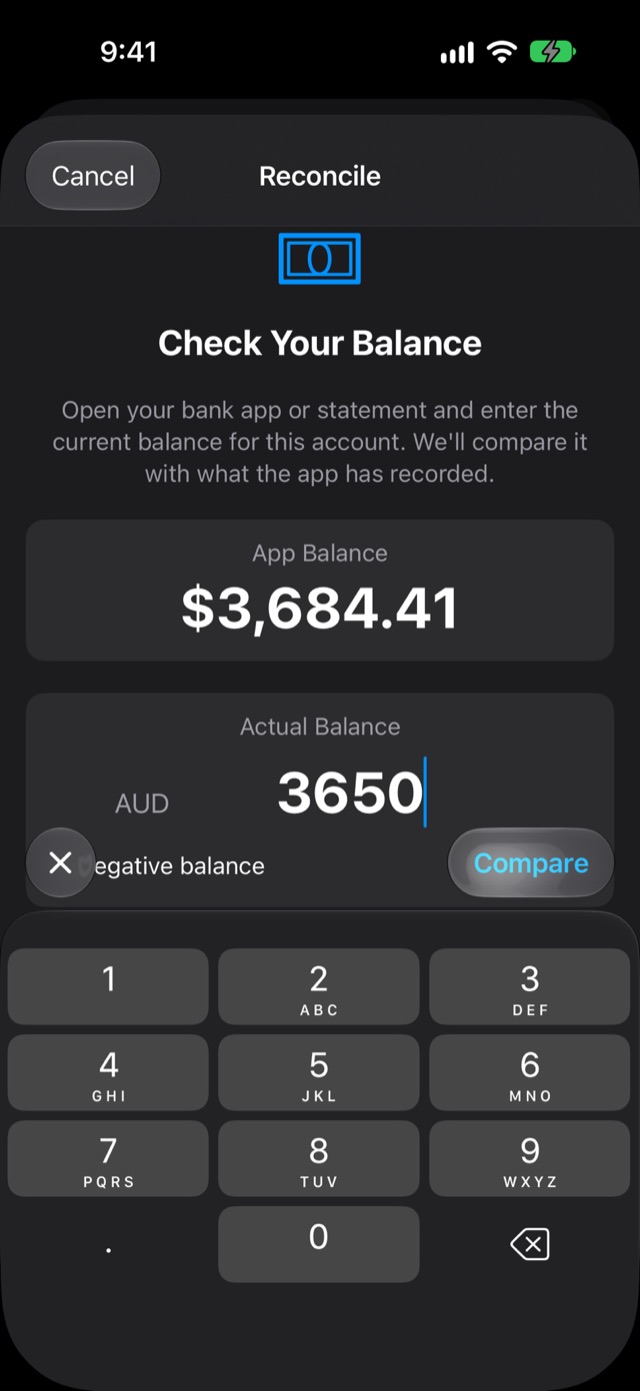 9:41
Cancel
Reconcile
Check Your Balance
Open your bank app or statement and enter the
current balance for this account. We'll compare it
with what the app has recorded.
App Balance
$3,684.41
Actual Balance
AUD 3650
egative balance
Compare
1
2 ABC
3 DEF
4 GHI
5 JKL
6 MNO
7 PQRS
8 TUV
9 WXYZ
.
0